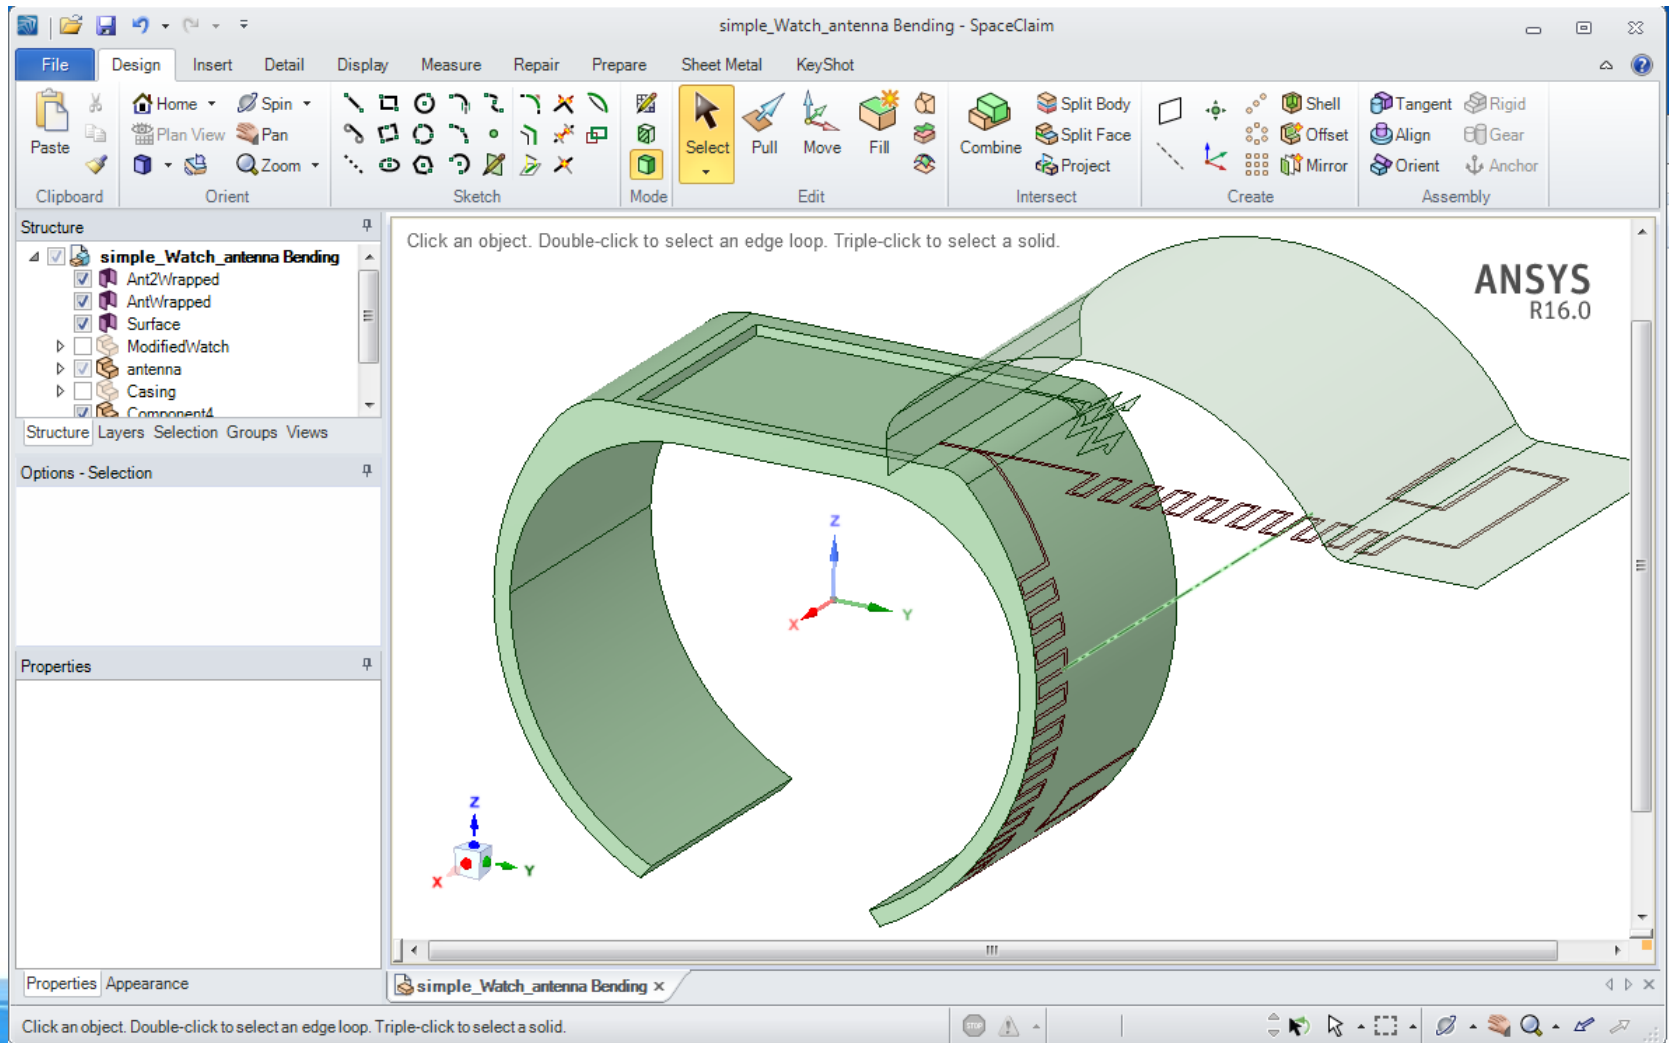 simple_Watch_antenna Bending - SpaceClaim
File Design Insert Detail Display Measure Repair Prepare Sheet Metal KeyShot
Paste
Clipboard
Home Spin
Plan View Pan
Zoom
Orient
Sketch
Mode
Select Pull Move Fill
Edit
Combine
Split Body
Split Face
Project
Intersect
Shell
Offset
Mirror
Create
Tangent Rigid
Align Gear
Orient Anchor
Assembly
Structure
simple_Watch_antenna Bending
Ant2Wrapped
AntWrapped
Surface
ModifiedWatch
antenna
Casing
Component4
Structure Layers Selection Groups Views
Options - Selection
Properties
Properties Appearance
Click an object. Double-click to select an edge loop. Triple-click to select a solid.
ANSYS
R16.0
Z
X
Y
Z
X
Y
simple_Watch_antenna Bending
Click an object. Double-click to select an edge loop. Triple-click to select a solid.
STOP